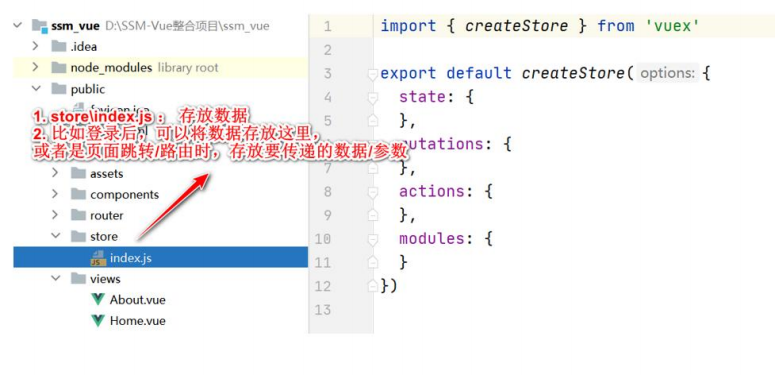 ssm_vue D:\SSM-Vue整合项目\ssm_vue
.idea
node_modules library root
public
1. store\index.js ： 存放数据
2. 比如登录后，可以将数据存放这里，
或者是页面跳转/路由时，存放要传递的数据/参数
assets
components
router
store
index.js
views
About.vue
Home.vue
1 import { createStore } from 'vuex'
2
3 export default createStore( options: {
4 state: {
5 },
mutations: {
7 },
8 actions: {
9 },
10 modules: {
11 }
12 })
13